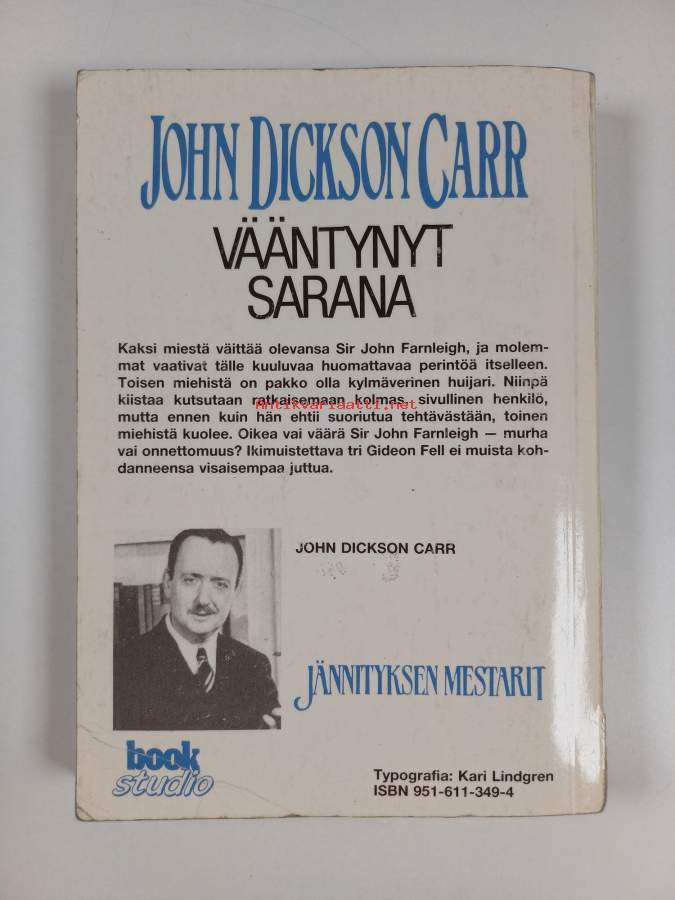 JOHN DICKSON CARR
VÄÄNTYNYT
SARANA
Kaksi miestä väittää olevansa Sir John Farnleigh, ja molem-
mat vaativat tälle kuuluvaa huomattavaa perintöä itselleen.
Toisen miehistä on pakko olla kylmäverinen huijari. Niinpä
kiistaa kutsutaan ratkaisemaan kolmas, sivullinen henkilö,
Antikvariaatti.net
mutta ennen kuin hän ehtii suoriutua tehtävästään, toinen
miehistä kuolee. Oikea vai väärä Sir John Farnleigh — murha
vai onnettomuus? Ikimuistettava tri Gideon Fell ei muista koh-
danneensa visaisempaa juttua.
JOHN DICKSON CARR
JÄNNITYKSEN MESTARIT
book
studio
Typografia: Kari Lindgren
ISBN 951-611-349-4